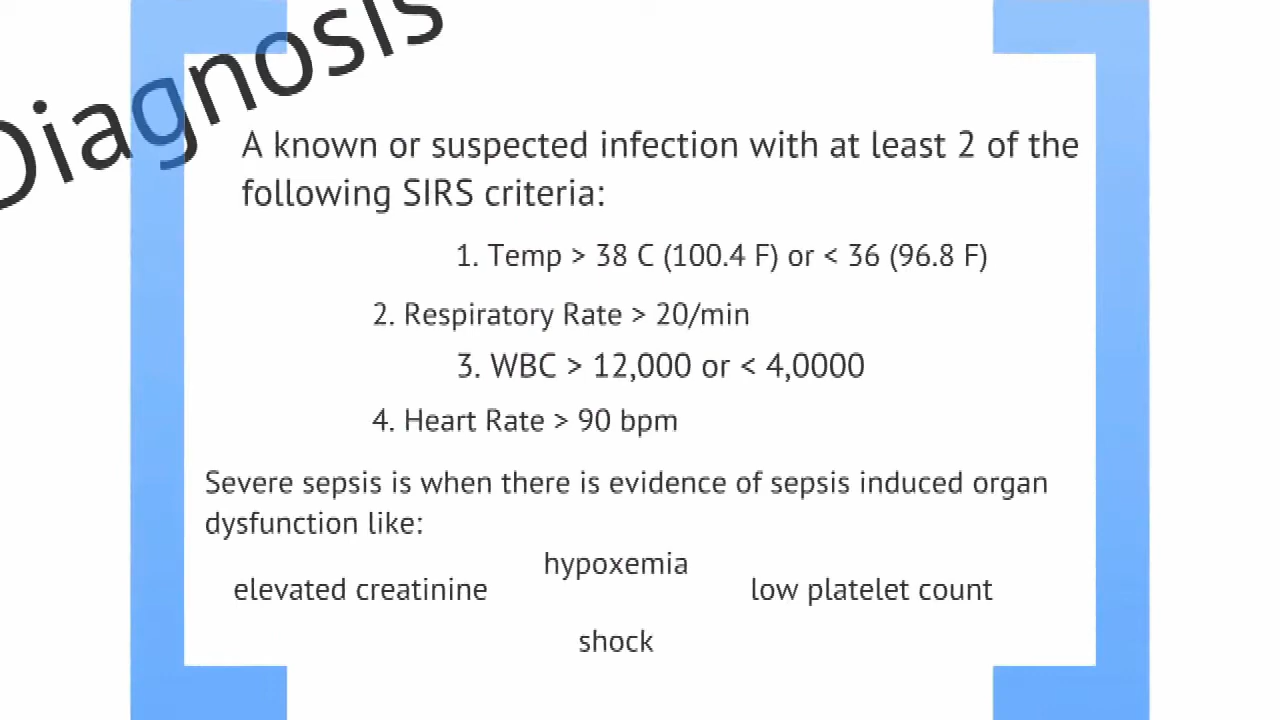 Diagnosis
A known or suspected infection with at least 2 of the
following SIRS criteria:
1. Temp > 38 C (100.4 F) or < 36 (96.8 F)
2. Respiratory Rate > 20/min
3. WBC > 12,000 or < 4,0000
4. Heart Rate > 90 bpm
Severe sepsis is when there is evidence of sepsis induced organ
dysfunction like:
hypoxemia
elevated creatinine
low platelet count
shock